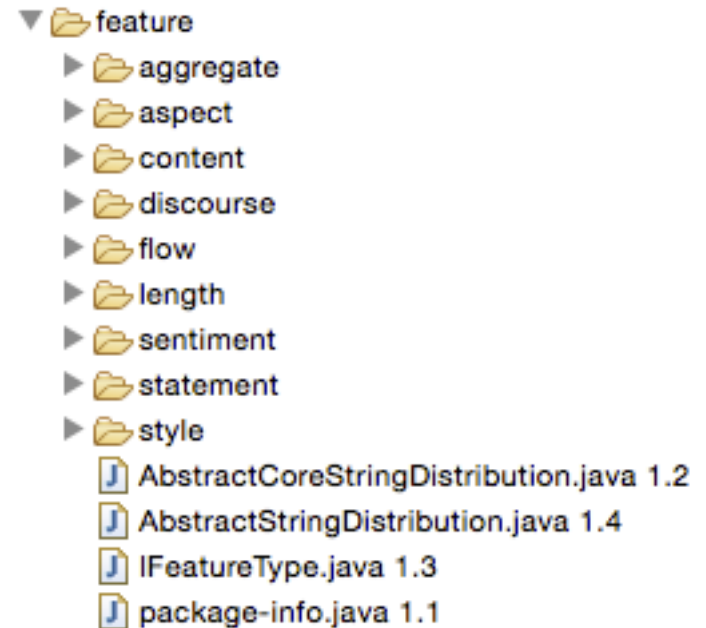 feature
aggregate
aspect
content
discourse
flow
length
sentiment
statement
style
AbstractCoreStringDistribution.java 1.2
AbstractStringDistribution.java 1.4
IFeatureType.java 1.3
package-info.java 1.1